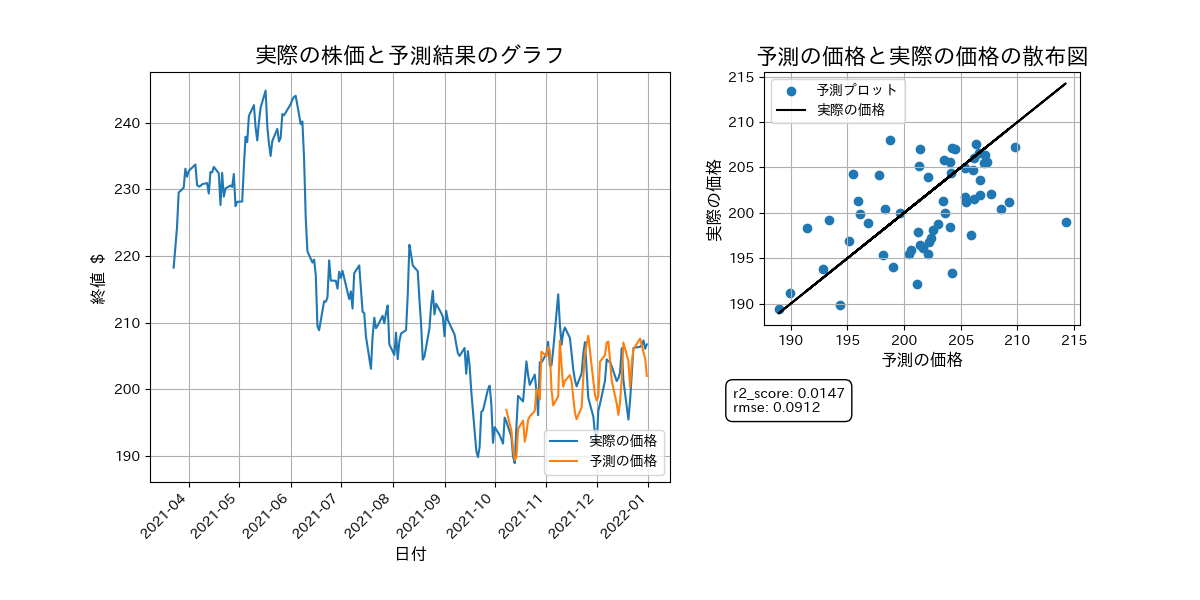 実際の株価と予測結果のグラフ
240
230
220
210
200
190
終値 $
2021-04
2021-05
2021-06
2021-07
2021-08
2021-09
2021-10
2021-11
2021-12
2022-01
日付
実際の価格
予測の価格
予測の価格と実際の価格の散布図
予測プロット
実際の価格
215
210
205
200
195
190
実際の価格
190
195
200
205
210
215
予測の価格
r2_score: 0.0147
rmse: 0.0912